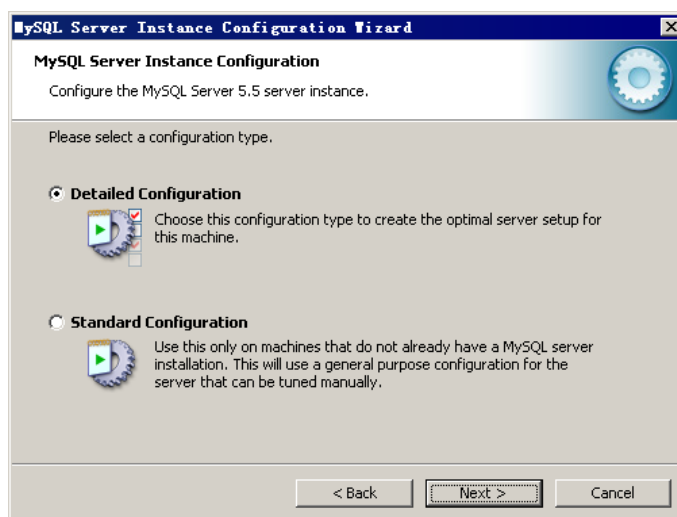 MySQL Server Instance Configuration Wizard
MySQL Server Instance Configuration
Configure the MySQL Server 5.5 server instance.
Please select a configuration type.
Detailed Configuration
Choose this configuration type to create the optimal server setup for
this machine.
Standard Configuration
Use this only on machines that do not already have a MySQL server
installation. This will use a general purpose configuration for the
server that can be tuned manually.
< Back
Next >
Cancel